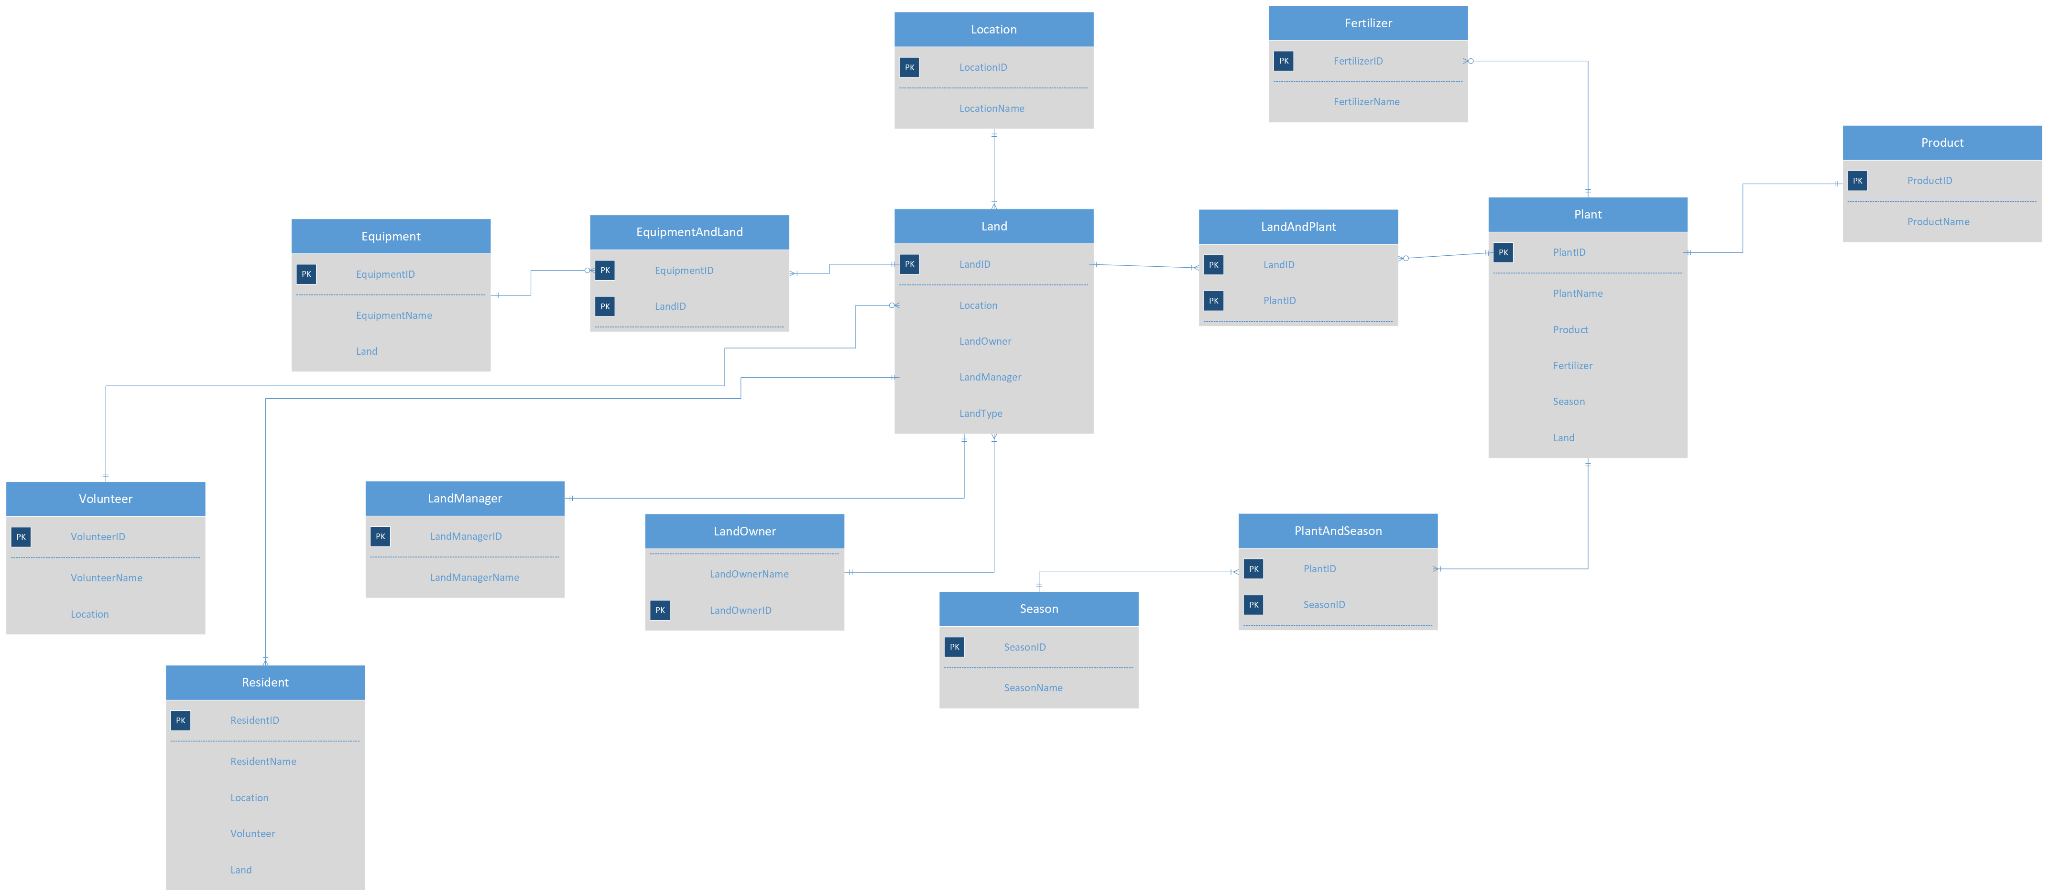 Location
PK LocationID
LocationName
Fertilizer
PK FertilizerID
FertilizerName
Product
PK ProductID
ProductName
Equipment
PK EquipmentID
EquipmentName
Land
EquipmentAndLand
PK EquipmentID
PK LandID
Land
PK LandID
Location
LandOwner
LandManager
LandType
LandAndPlant
PK LandID
PK PlantID
Plant
PK PlantID
PlantName
Product
Fertilizer
Season
Land
Volunteer
PK VolunteerID
VolunteerName
Location
LandManager
PK LandManagerID
LandManagerName
LandOwner
LandOwnerName
PK LandOwnerID
PlantAndSeason
PK PlantID
PK SeasonID
Season
PK SeasonID
SeasonName
Resident
PK ResidentID
ResidentName
Location
Volunteer
Land